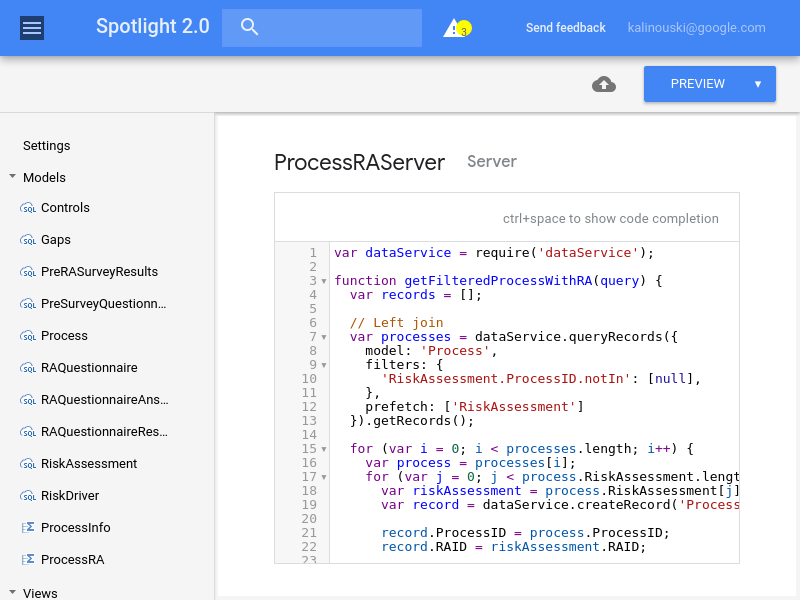 Spotlight 2.0
3
Send feedback
kalinouski@google.com
PREVIEW
Settings
Models
SQL Controls
SQL Gaps
SQL PreRASurveyResults
SQL PreSurveyQuestionn...
SQL Process
SQL RAQuestionnaire
SQL RAQuestionnaireAns...
SQL RAQuestionnaireRes...
SQL RiskAssessment
SQL RiskDriver
ProcessInfo
ProcessRA
Views
ProcessRAServer Server
ctrl+space to show code completion
1 var dataService = require('dataService');
2
3 function getFilteredProcessWithRA(query) {
4 var records = [];
5
6 // Left join
7 var processes = dataService.queryRecords({
8 model: 'Process',
9 filters: {
10 'RiskAssessment.ProcessID.notIn': [null],
11 },
12 prefetch: ['RiskAssessment']
13 }).getRecords();
14
15 for (var i = 0; i < processes.length; i++) {
16 var process = processes[i];
17 for (var j = 0; j < process.RiskAssessment.lengt
18 var riskAssessment = process.RiskAssessment[j]
19 var record = dataService.createRecord('Process
20
21 record.ProcessID = process.ProcessID;
22 record.RAID = riskAssessment.RAID;
23